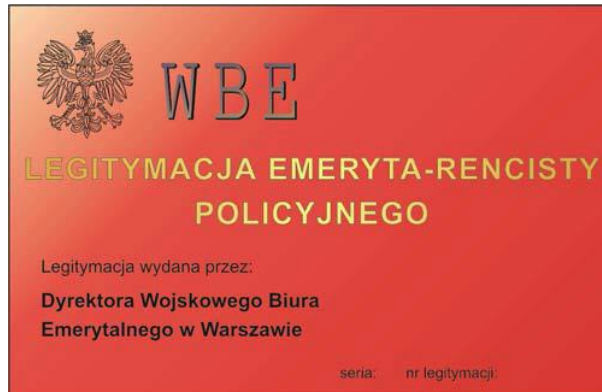 WBE
LEGITYMACJA EMERYTA-RENCISTY
POLICYJNEGO
Legitymacja wydana przez:
Dyrektora Wojskowego Biura
Emerytalnego w Warszawie
seria: nr legitymacji: